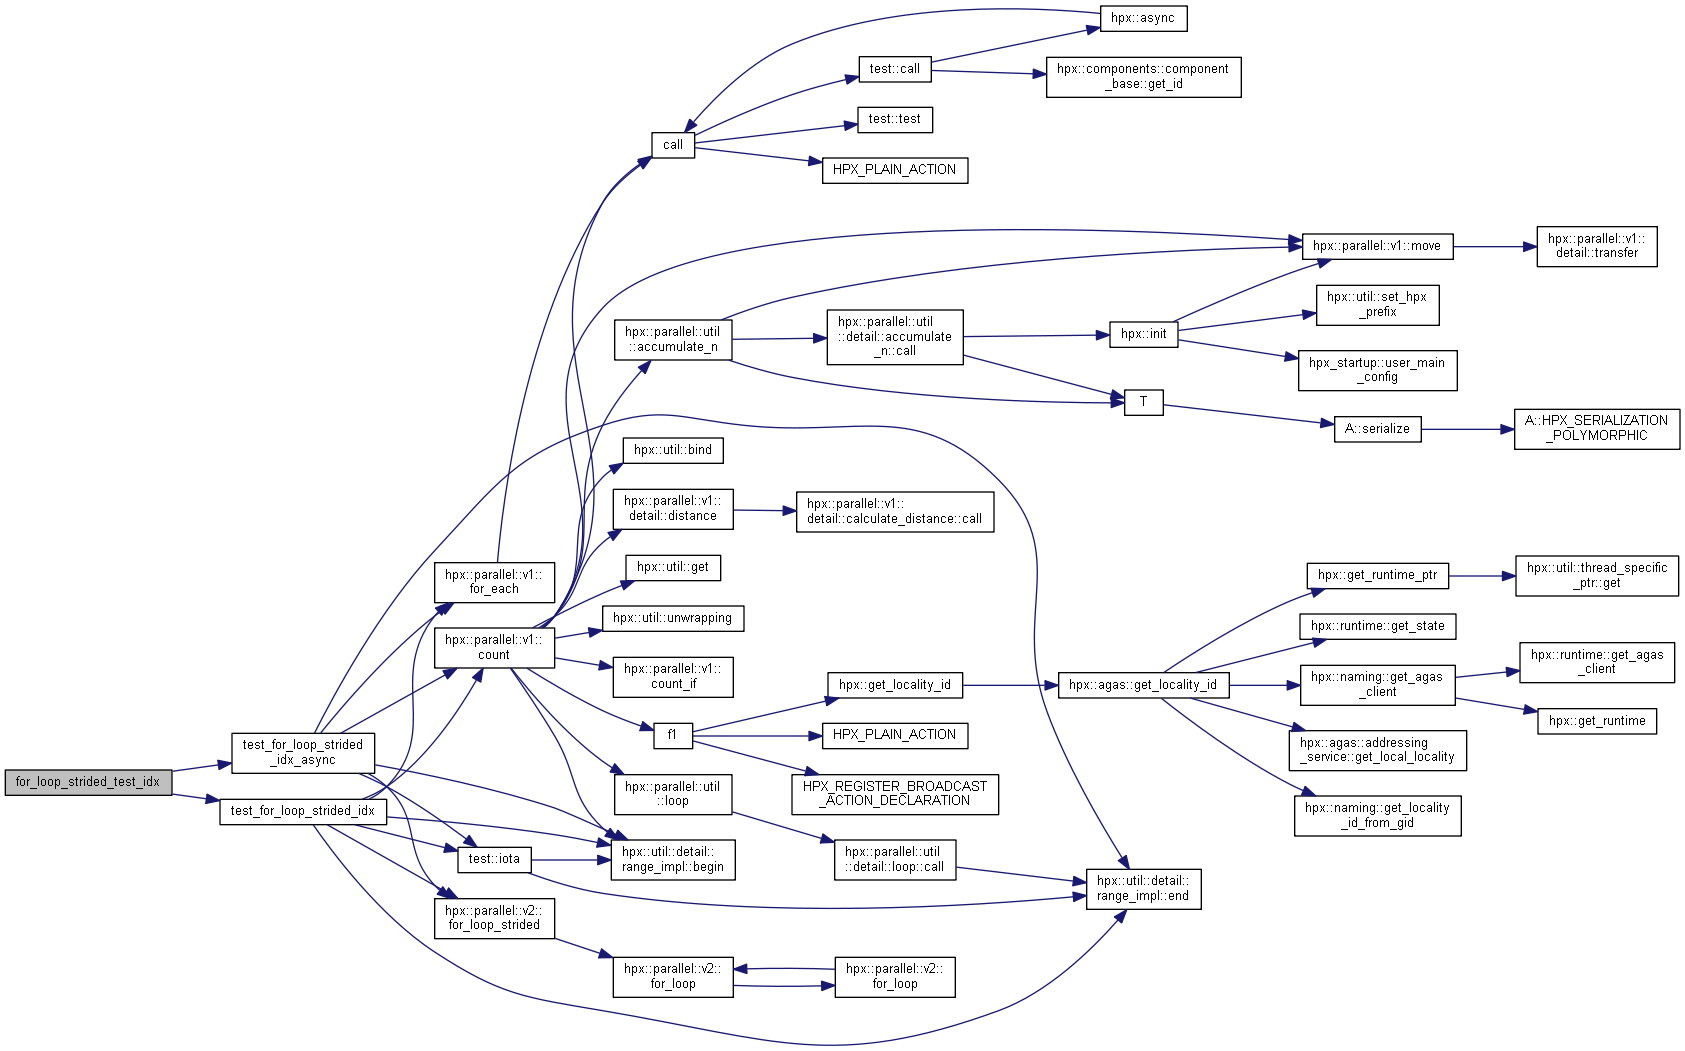 hpx::async
test::call
hpx::components::component
_base::get_id
test::test
call
HPX_PLAIN_ACTION
hpx::parallel::v1::move
hpx::parallel::v1::
detail::transfer
hpx::util::set_hpx
_prefix
hpx::parallel::util
::accumulate_n
hpx::parallel::util
::detail::accumulate
_n::call
hpx::init
hpx_startup::user_main
_config
T
A::serialize
A::HPX_SERIALIZATION
_POLYMORPHIC
hpx::util::bind
hpx::parallel::v1::
detail::distance
hpx::parallel::v1::
detail::calculate_distance::call
hpx::parallel::v1::
for_each
hpx::util::get
hpx::get_runtime_ptr
hpx::util::thread_specific
_ptr::get
hpx::parallel::v1::
count
hpx::util::unwrapping
hpx::runtime::get_state
hpx::parallel::v1::
count_if
hpx::get_locality_id
hpx::agas::get_locality_id
hpx::naming::get_agas
_client
hpx::runtime::get_agas
_client
hpx::get_runtime
f1
HPX_PLAIN_ACTION
hpx::agas::addressing
_service::get_local_locality
test_for_loop_strided
_idx_async
for_loop_strided_test_idx
test_for_loop_strided_idx
hpx::parallel::util
::loop
HPX_REGISTER_BROADCAST
_ACTION_DECLARATION
hpx::naming::get_locality
_id_from_gid
test::iota
hpx::util::detail::
range_impl::begin
hpx::parallel::util
::detail::loop::call
hpx::util::detail::
range_impl::end
hpx::parallel::v2::
for_loop_strided
hpx::parallel::v2::
for_loop
hpx::parallel::v2::
for_loop